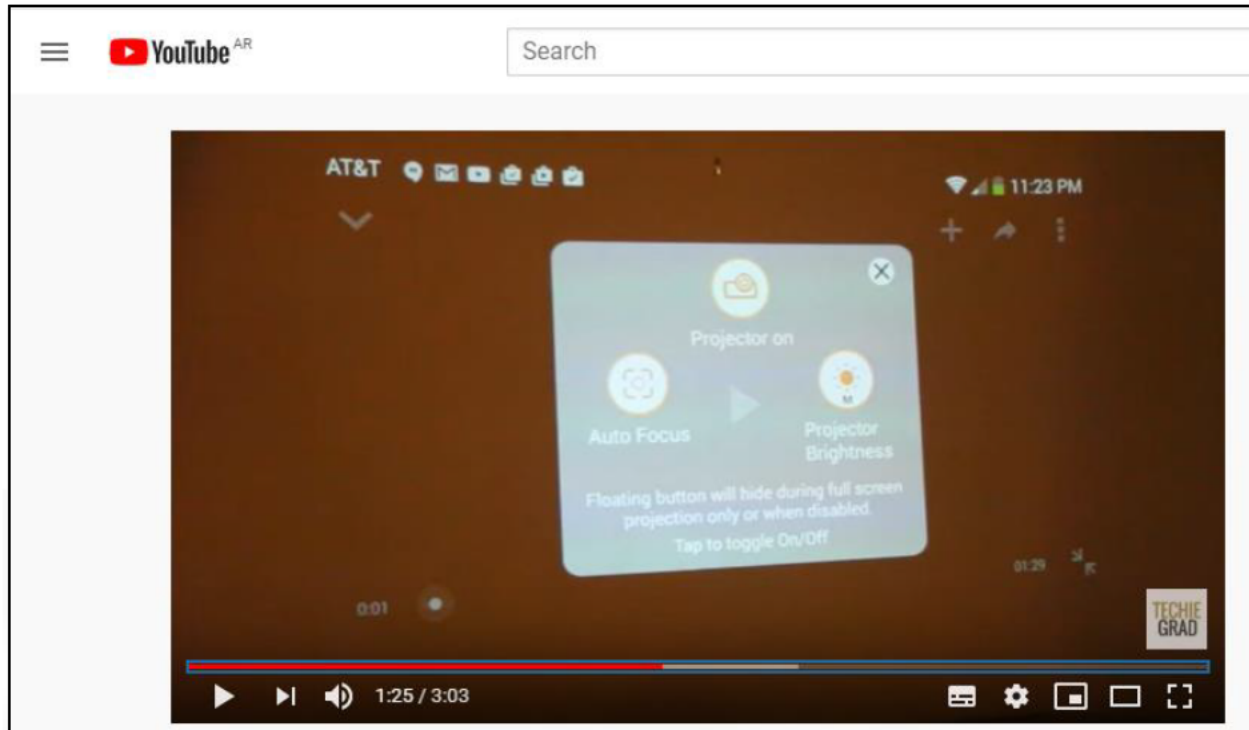 YouTube AR
Search
AT&T 11:23 PM
Projector on
Auto Focus
M
Projector
Brightness
Floating button will hide during full screen
projection only or when disabled.
Tap to toggle On/Off
0:01
01:29
TECHIE
GRAD
1:25 / 3:03